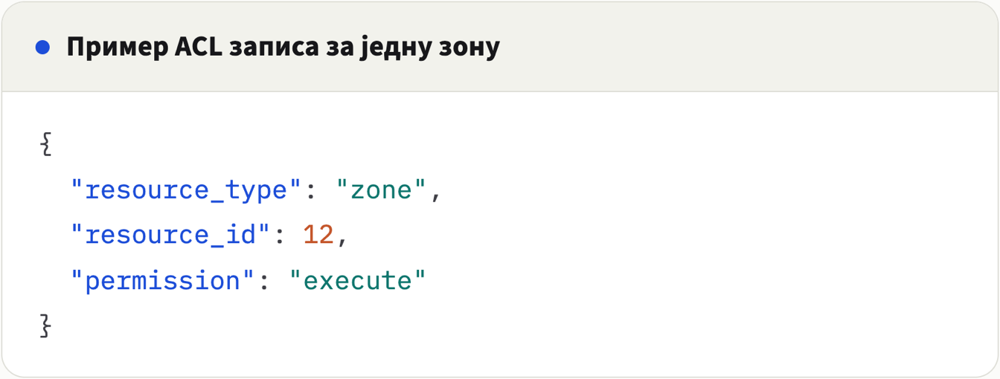 Пример ACL записа за једну зону
{
  "resource_type": "zone",
  "resource_id": 12,
  "permission": "execute"
}